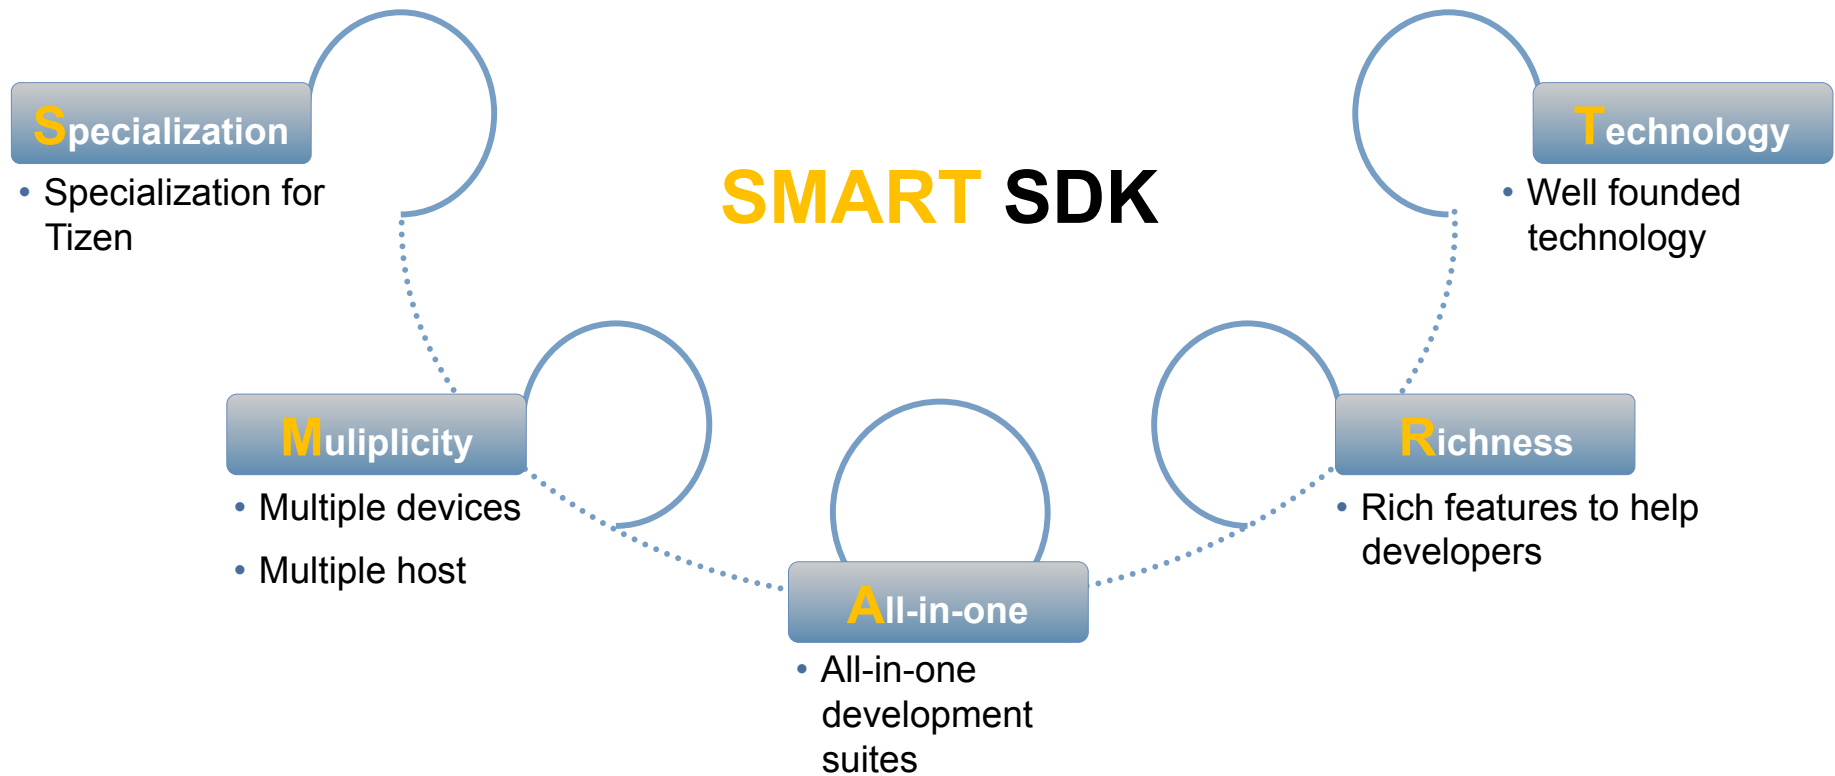 SMART SDK
Specialization
• Specialization for
Tizen
Muliplicity
• Multiple devices
• Multiple host
All-in-one
• All-in-one
development
suites
Richness
• Rich features to help
developers
Technology
• Well founded
technology